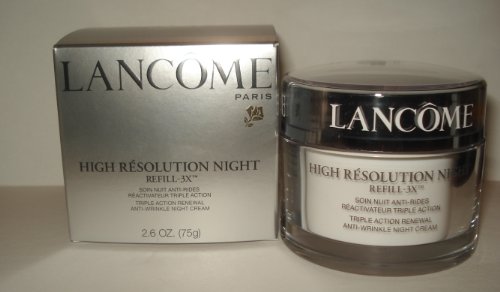 LANCOME
PARIS
HIGH RÉSOLUTION NIGHT
REFILL-3X™
SOIN NUIT ANTI-RIDES
RÉACTIVATEUR TRIPLE ACTION
TRIPLE ACTION RENEWAL
ANTI-WRINKLE NIGHT CREAM
2.6 OZ. (75g)
LANCÔME
HIGH RÉSOLUTION NIGHT
REFILL-3X™
SOIN NUIT ANTI-RIDES
RÉACTIVATEUR TRIPLE ACTION
TRIPLE ACTION RENEWAL
ANTI-WRINKLE NIGHT CREAM